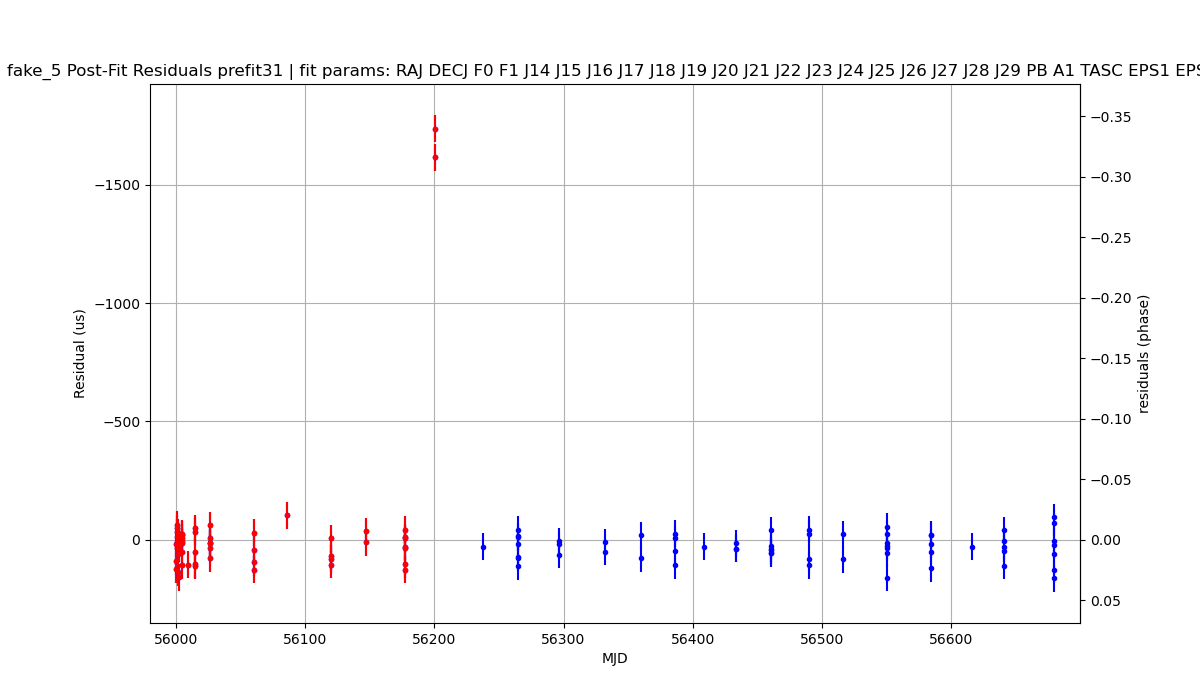 fake_5 Post-Fit Residuals prefit31 | fit params: RAJ DECJ F0 F1 J14 J15 J16 J17 J18 J19 J20 J21 J22 J23 J24 J25 J26 J27 J28 J29 PB A1 TASC EPS1 EPS
−0.35
−1500
−0.30
−0.25
−1000
−0.20
Residual (us)
residuals (phase)
−0.15
−500
−0.10
−0.05
0
0.00
0.05
56000 56100 56200 56300 56400 56500 56600
MJD